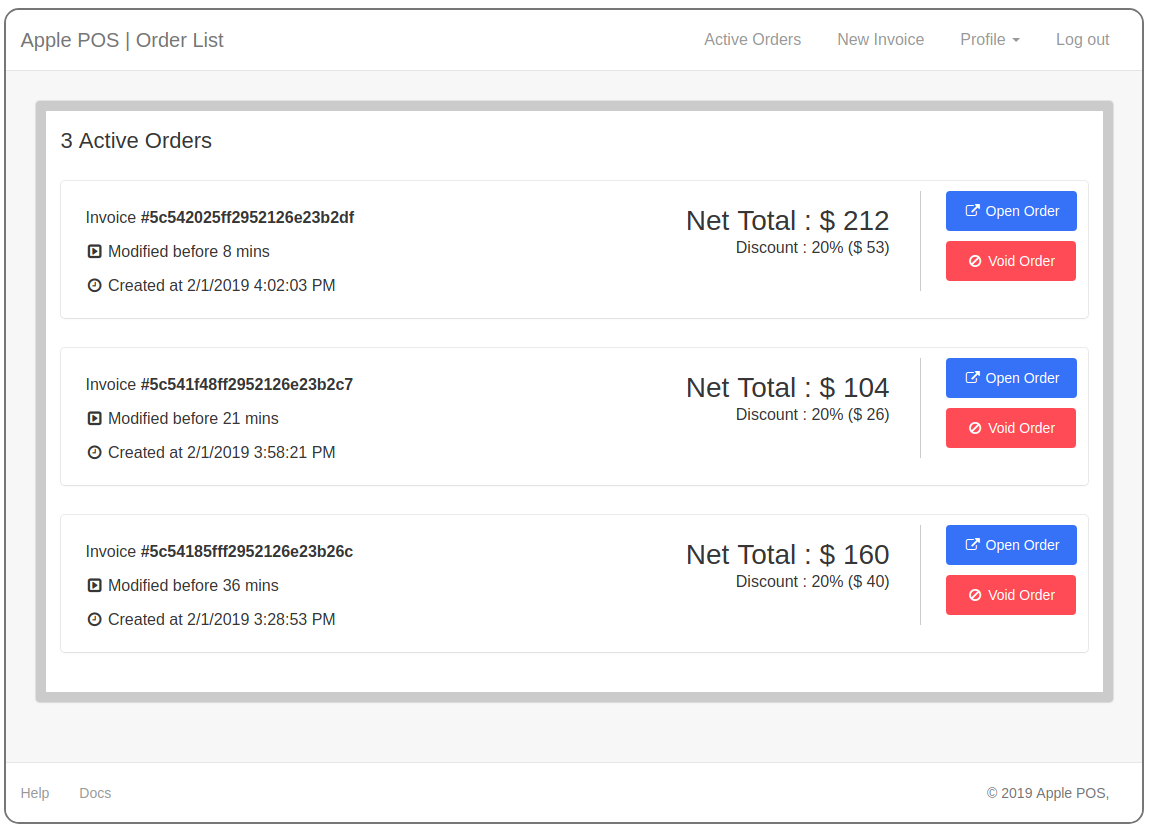 Apple POS | Order List
Active Orders
New Invoice
Profile
Log out
3 Active Orders
Invoice #5c542025ff2952126e23b2df
Modified before 8 mins
Created at 2/1/2019 4:02:03 PM
Net Total : $ 212
Discount : 20% ($ 53)
Open Order
Void Order
Invoice #5c541f48ff2952126e23b2c7
Modified before 21 mins
Created at 2/1/2019 3:58:21 PM
Net Total : $ 104
Discount : 20% ($ 26)
Open Order
Void Order
Invoice #5c54185fff2952126e23b26c
Modified before 36 mins
Created at 2/1/2019 3:28:53 PM
Net Total : $ 160
Discount : 20% ($ 40)
Open Order
Void Order
Help
Docs
© 2019 Apple POS,